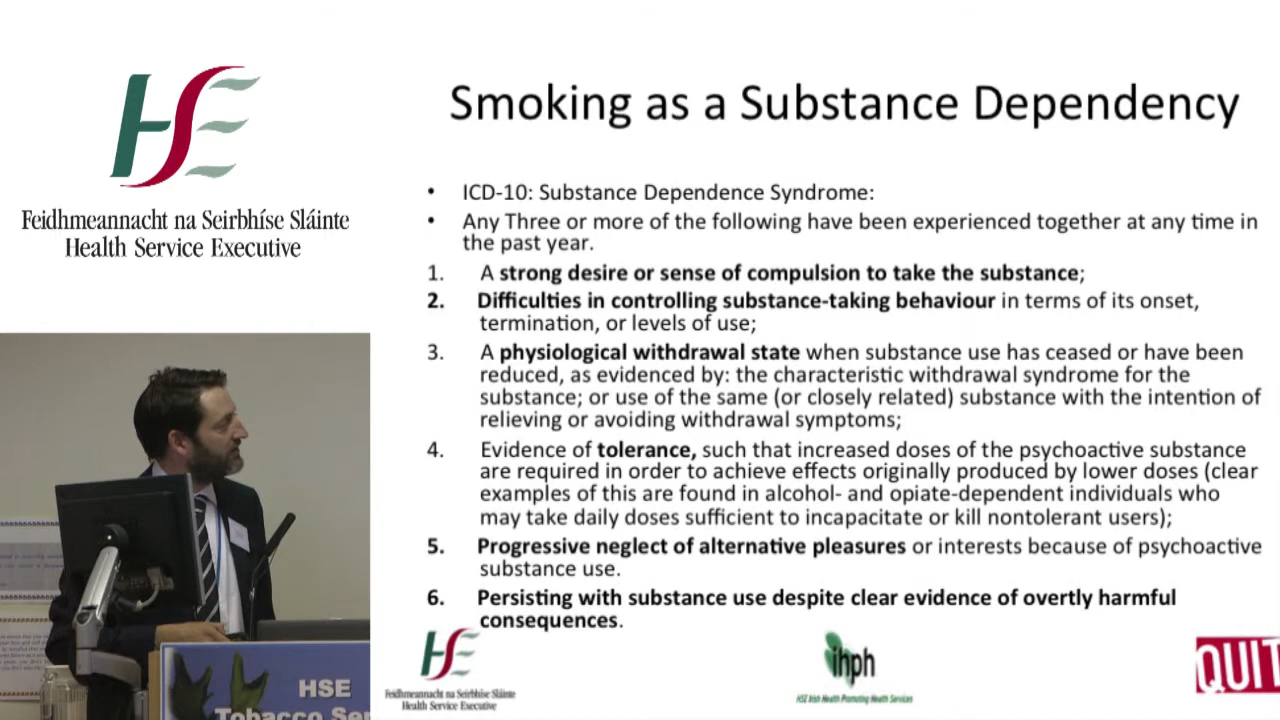 HSE
Feidhmeannacht na Seirbhíse Sláinte
Health Service Executive
Smoking as a Substance Dependency
• ICD-10: Substance Dependence Syndrome:
• Any Three or more of the following have been experienced together at any time in
the past year.
1. A strong desire or sense of compulsion to take the substance;
2. Difficulties in controlling substance-taking behaviour in terms of its onset,
termination, or levels of use;
3. A physiological withdrawal state when substance use has ceased or have been
reduced, as evidenced by: the characteristic withdrawal syndrome for the
substance; or use of the same (or closely related) substance with the intention of
relieving or avoiding withdrawal symptoms;
4. Evidence of tolerance, such that increased doses of the psychoactive substance
are required in order to achieve effects originally produced by lower doses (clear
examples of this are found in alcohol- and opiate-dependent individuals who
may take daily doses sufficient to incapacitate or kill nontolerant users);
5. Progressive neglect of alternative pleasures or interests because of psychoactive
substance use.
6. Persisting with substance use despite clear evidence of overtly harmful
consequences.
HSE
Feidhmeannacht na Seirbhíse Sláinte
Health Service Executive
ihph
HSE Irish Health Promoting Health Services
QUIT
HSE
Tobacco Ser